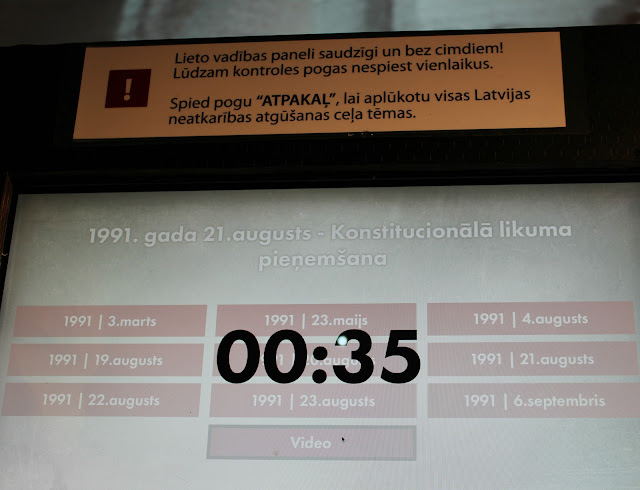 Lieto vadības paneli saudzīgi un bez cimdiem!
Lūdzam kontroles pogas nespiest vienlaikus.
!
Spied pogu “ATPAKAĻ”, lai aplūkotu visas Latvijas
neatkarības atgūšanas ceļa tēmas.
1991. gada 21.augusts - Konstitucionālā likuma
pieņemšana
1991 | 3.marts
1991 | 23.maijs
1991 | 4.augusts
00:35
1991 | 19.augusts
1991 | 21.augusts
1991 | 22.augusts
1991 | 23.augusts
1991 | 6.septembris
Video